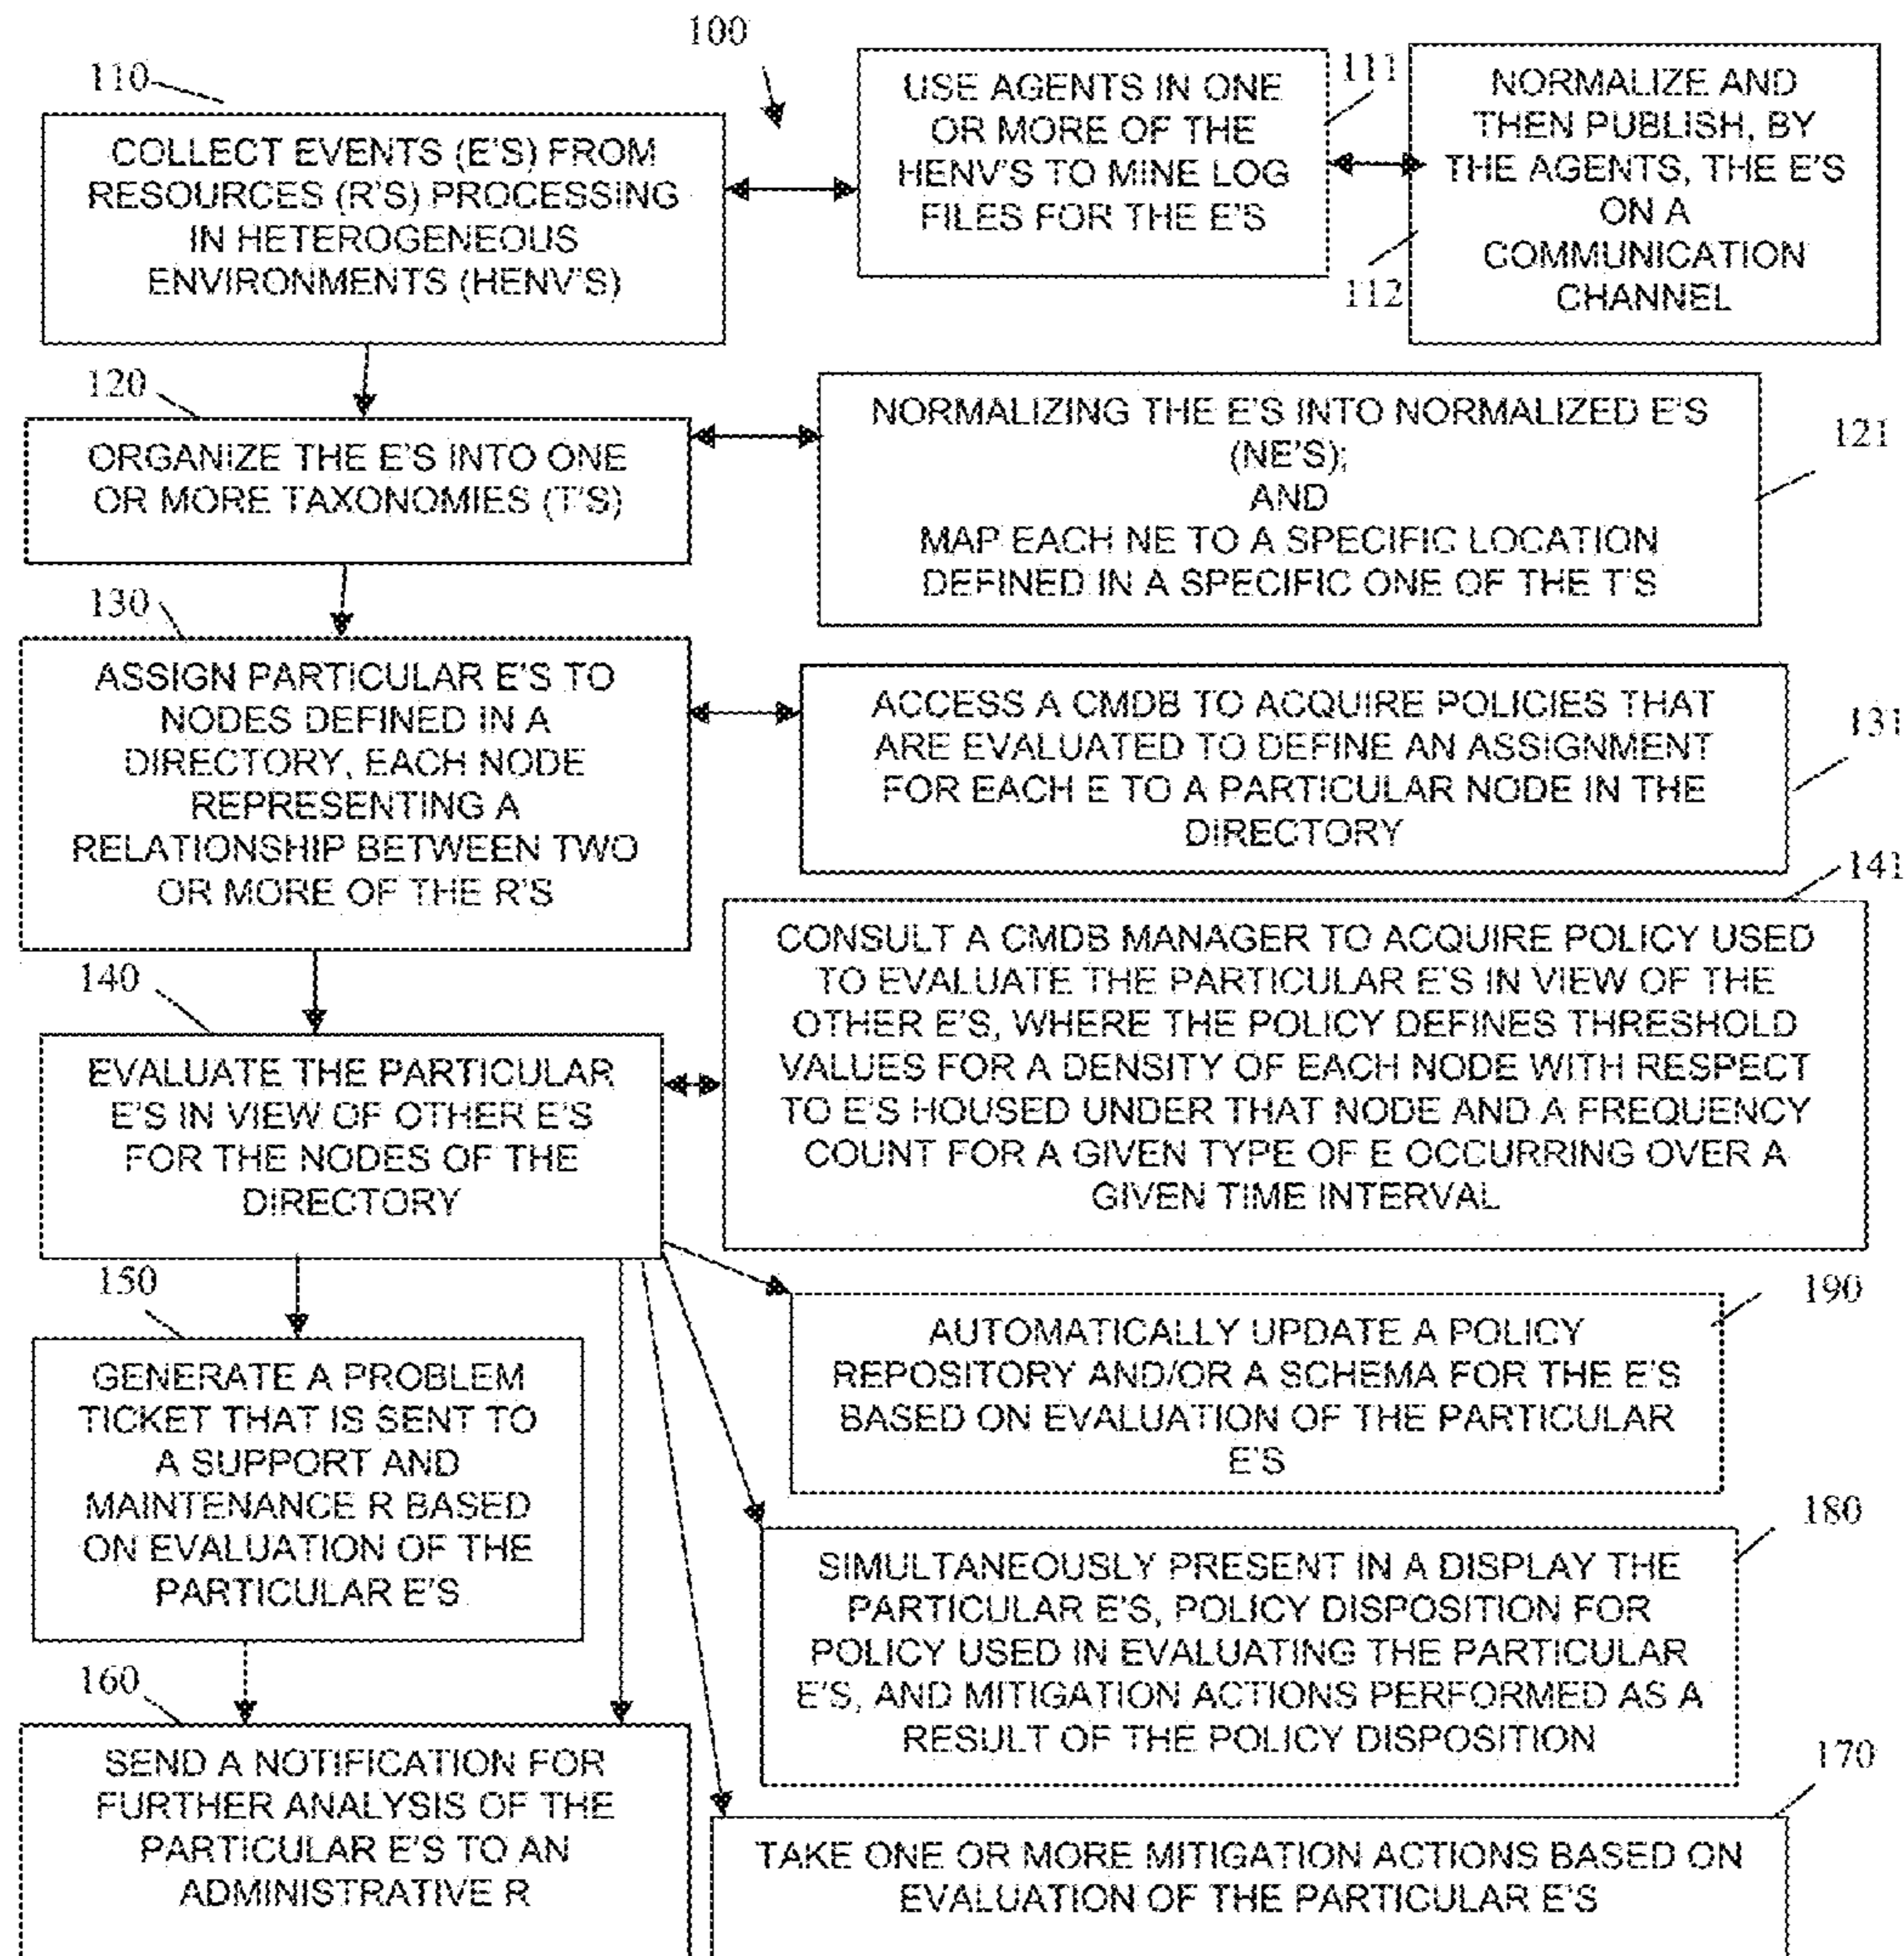 100
110
COLLECT EVENTS (E'S) FROM
RESOURCES (R'S) PROCESSING
IN HETEROGENEOUS
ENVIRONMENTS (HENV'S)
USE AGENTS IN ONE
OR MORE OF THE
HENV'S TO MINE LOG
FILES FOR THE E'S
111
NORMALIZE AND
THEN PUBLISH, BY
THE AGENTS, THE E'S
ON A
COMMUNICATION
CHANNEL
112
120
ORGANIZE THE E'S INTO ONE
OR MORE TAXONOMIES (T'S)
NORMALIZING THE E'S INTO NORMALIZED E'S
(NE'S);
AND
MAP EACH NE TO A SPECIFIC LOCATION
DEFINED IN A SPECIFIC ONE OF THE T'S
121
130
ASSIGN PARTICULAR E'S TO
NODES DEFINED IN A
DIRECTORY, EACH NODE
REPRESENTING A
RELATIONSHIP BETWEEN TWO
OR MORE OF THE R'S
ACCESS A CMDB TO ACQUIRE POLICIES THAT
ARE EVALUATED TO DEFINE AN ASSIGNMENT
FOR EACH E TO A PARTICULAR NODE IN THE
DIRECTORY
131
141
CONSULT A CMDB MANAGER TO ACQUIRE POLICY USED
TO EVALUATE THE PARTICULAR E'S IN VIEW OF THE
OTHER E'S, WHERE THE POLICY DEFINES THRESHOLD
VALUES FOR A DENSITY OF EACH NODE WITH RESPECT
TO E'S HOUSED UNDER THAT NODE AND A FREQUENCY
COUNT FOR A GIVEN TYPE OF E OCCURRING OVER A
GIVEN TIME INTERVAL
140
EVALUATE THE PARTICULAR
E'S IN VIEW OF OTHER E'S
FOR THE NODES OF THE
DIRECTORY
150
GENERATE A PROBLEM
TICKET THAT IS SENT TO
A SUPPORT AND
MAINTENANCE R BASED
ON EVALUATION OF THE
PARTICULAR E'S
190
AUTOMATICALLY UPDATE A POLICY
REPOSITORY AND/OR A SCHEMA FOR THE E'S
BASED ON EVALUATION OF THE PARTICULAR
E'S
180
SIMULTANEOUSLY PRESENT IN A DISPLAY THE
PARTICULAR E'S, POLICY DISPOSITION FOR
POLICY USED IN EVALUATING THE PARTICULAR
E'S, AND MITIGATION ACTIONS PERFORMED AS A
RESULT OF THE POLICY DISPOSITION
160
SEND A NOTIFICATION FOR
FURTHER ANALYSIS OF THE
PARTICULAR E'S TO AN
ADMINISTRATIVE R
170
TAKE ONE OR MORE MITIGATION ACTIONS BASED ON
EVALUATION OF THE PARTICULAR E'S